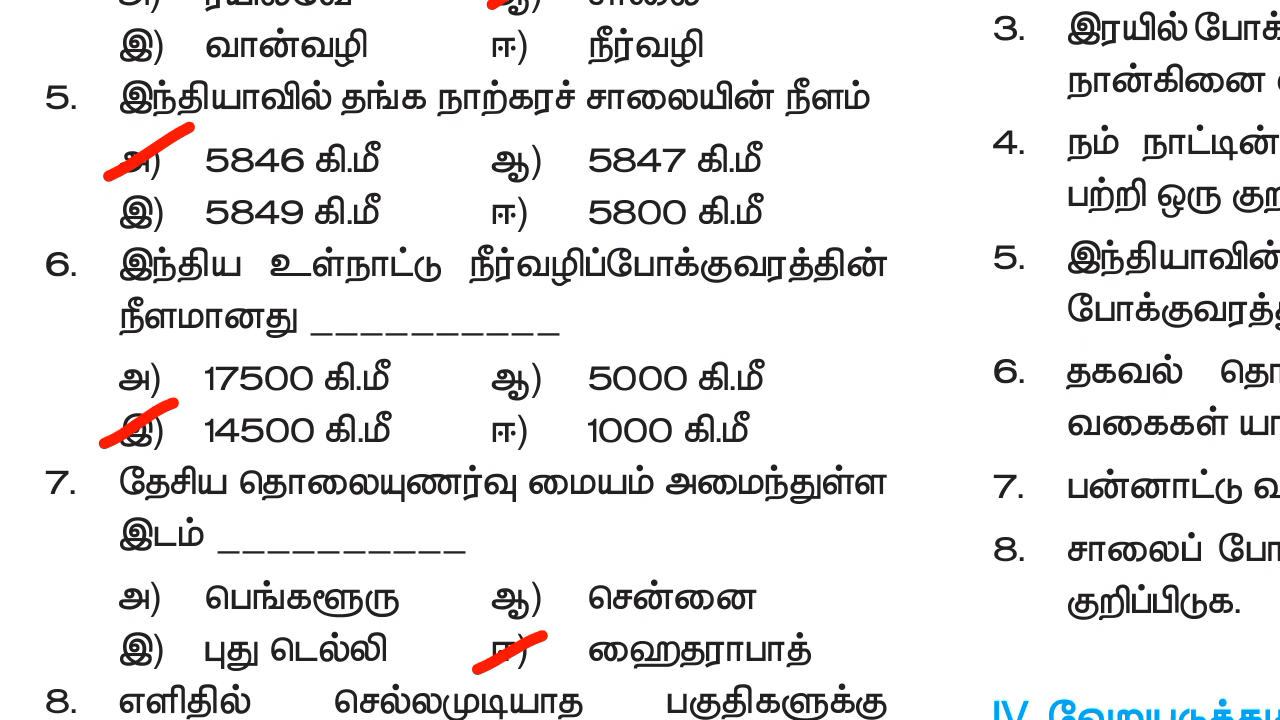 இ) வான்வழி ஈ) நீர்வழி
5. இந்தியாவில் தங்க நாற்கரச் சாலையின் நீளம்
அ) 5846 கி.மீ ஆ) 5847 கி.மீ
இ) 5849 கி.மீ ஈ) 5800 கி.மீ
6. இந்திய உள்நாட்டு நீர்வழிப்போக்குவரத்தின்
நீளமானது __________
அ) 17500 கி.மீ ஆ) 5000 கி.மீ
இ) 14500 கி.மீ ஈ) 1000 கி.மீ
7. தேசிய தொலையுணர்வு மையம் அமைந்துள்ள
இடம் __________
அ) பெங்களூரு ஆ) சென்னை
இ) புது டெல்லி ஈ) ஹைதராபாத்
8. எளிதில் செல்லமுடியாத பகுதிகளுக்கு
3. இரயில்
நான்கினை
4. நம் நாட்டின்
பற்றி ஒரு
5. இந்தியாவின்
6. தகவல்
வகைகள்
7. பன்னாட்டு
8. சாலைப்
குறிப்பிடுக.
IV